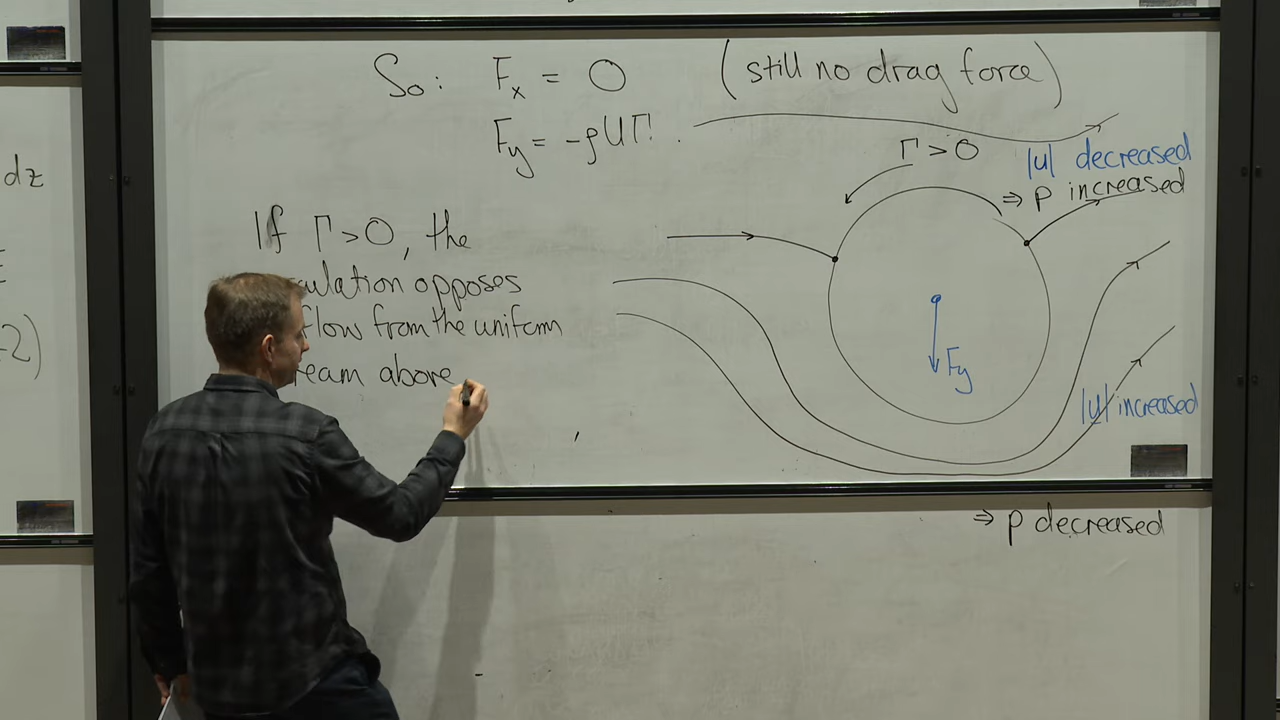 So: Fₓ = 0 (still no drag force)
Fy = -ρUΓ.
dz
Γ > 0
|u| decreased
⇒ p increased
If Γ>0, the
ulation opposes
flow from the uniform
ream above
-2)
Fy
|u| increased
⇒ p decreased